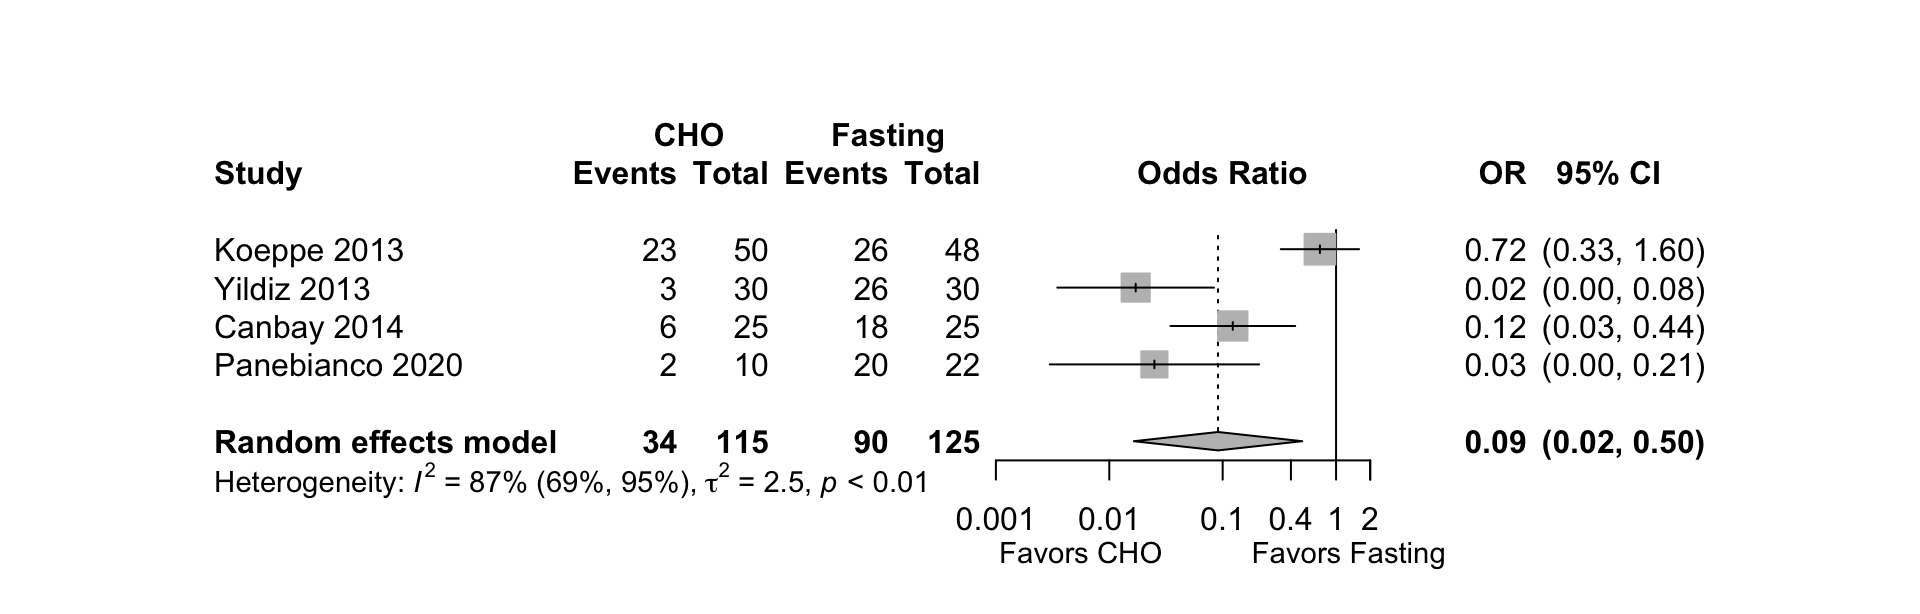 CHO Fasting
Study Events Total Events Total Odds Ratio OR 95% CI
Koeppe 2013 23 50 26 48 0.72 (0.33, 1.60)
Yildiz 2013 3 30 26 30 0.02 (0.00, 0.08)
Canbay 2014 6 25 18 25 0.12 (0.03, 0.44)
Panebianco 2020 2 10 20 22 0.03 (0.00, 0.21)
Random effects model 34 115 90 125 0.09 (0.02, 0.50)
Heterogeneity: I² = 87% (69%, 95%), τ² = 2.5, p < 0.01
0.001 0.01 0.1 0.4 1 2
Favors CHO Favors Fasting